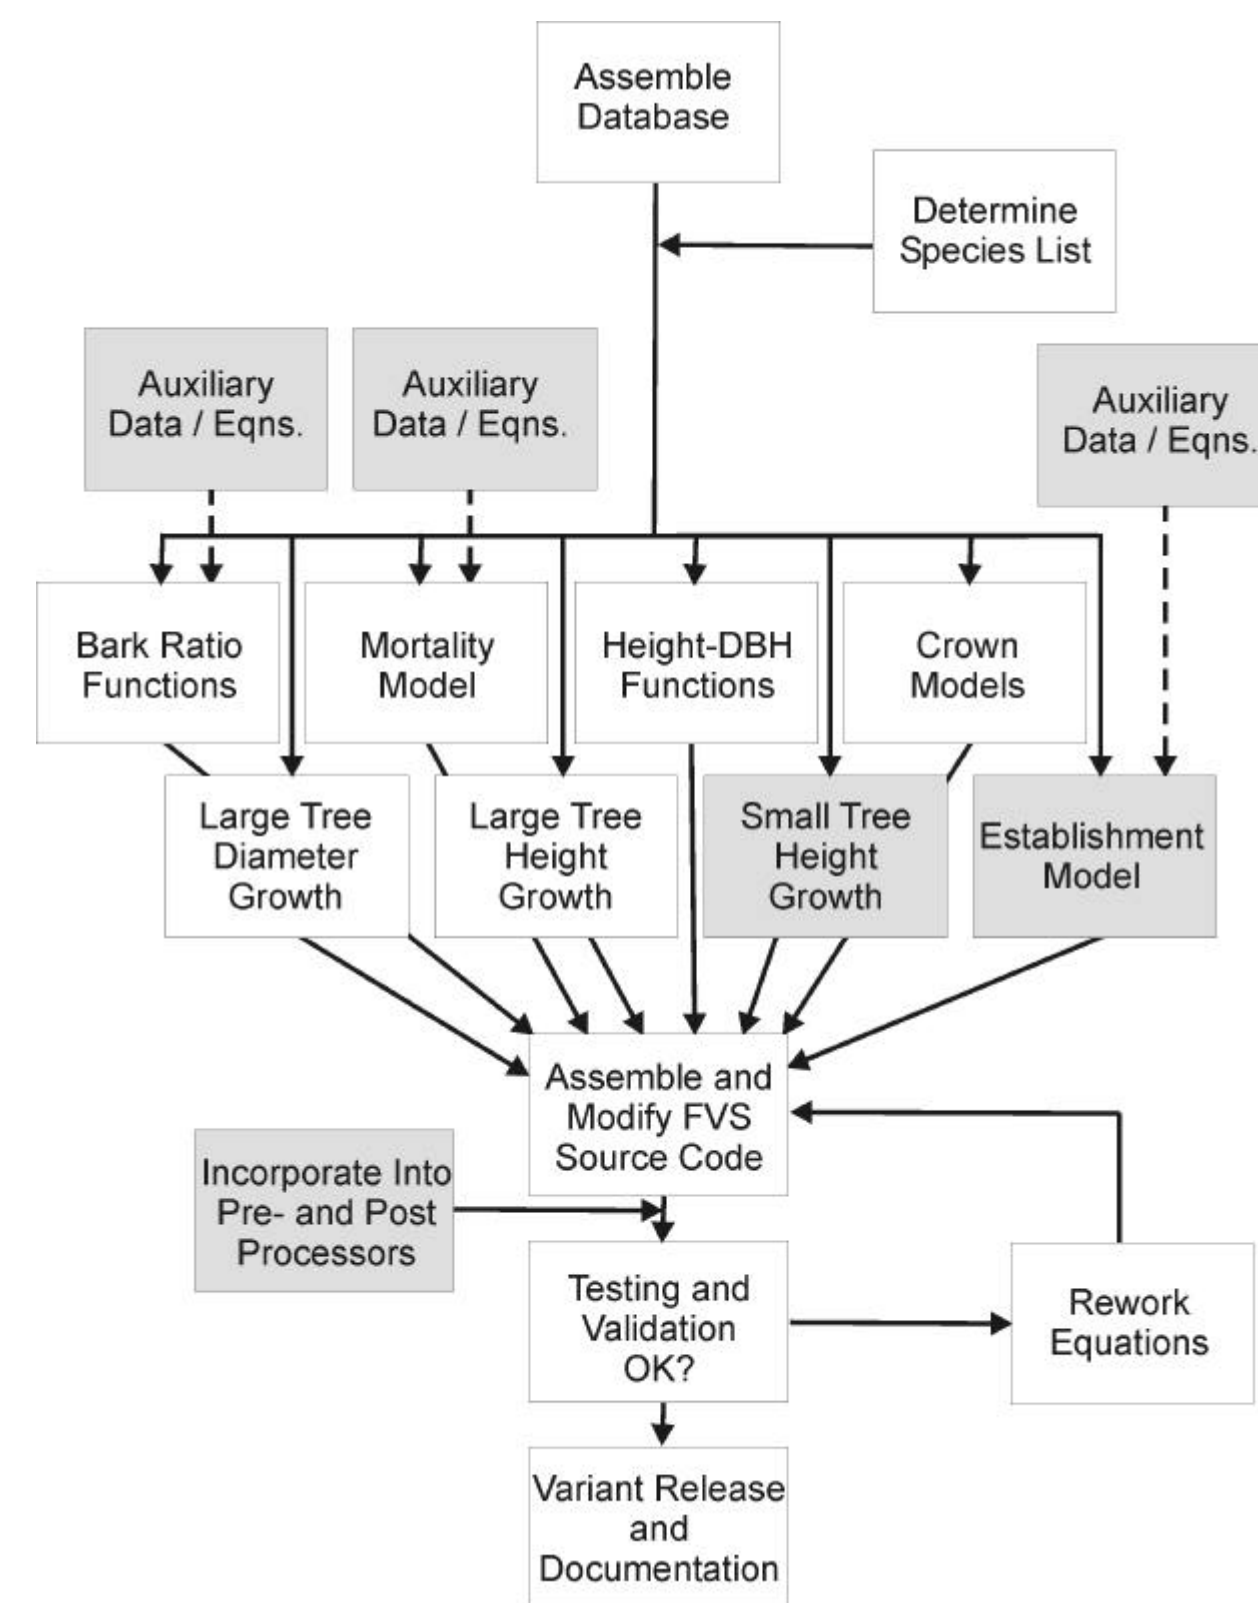 Assemble
Database
Determine
Species List
Auxiliary
Data / Eqns.
Auxiliary
Data / Eqns.
Auxiliary
Data / Eqns.
Bark Ratio
Functions
Mortality
Model
Height-DBH
Functions
Crown
Models
Large Tree
Diameter
Growth
Large Tree
Height
Growth
Small Tree
Height
Growth
Establishment
Model
Assemble and
Modify FVS
Source Code
Incorporate Into
Pre- and Post
Processors
Testing and
Validation
OK?
Rework
Equations
Variant Release
and
Documentation